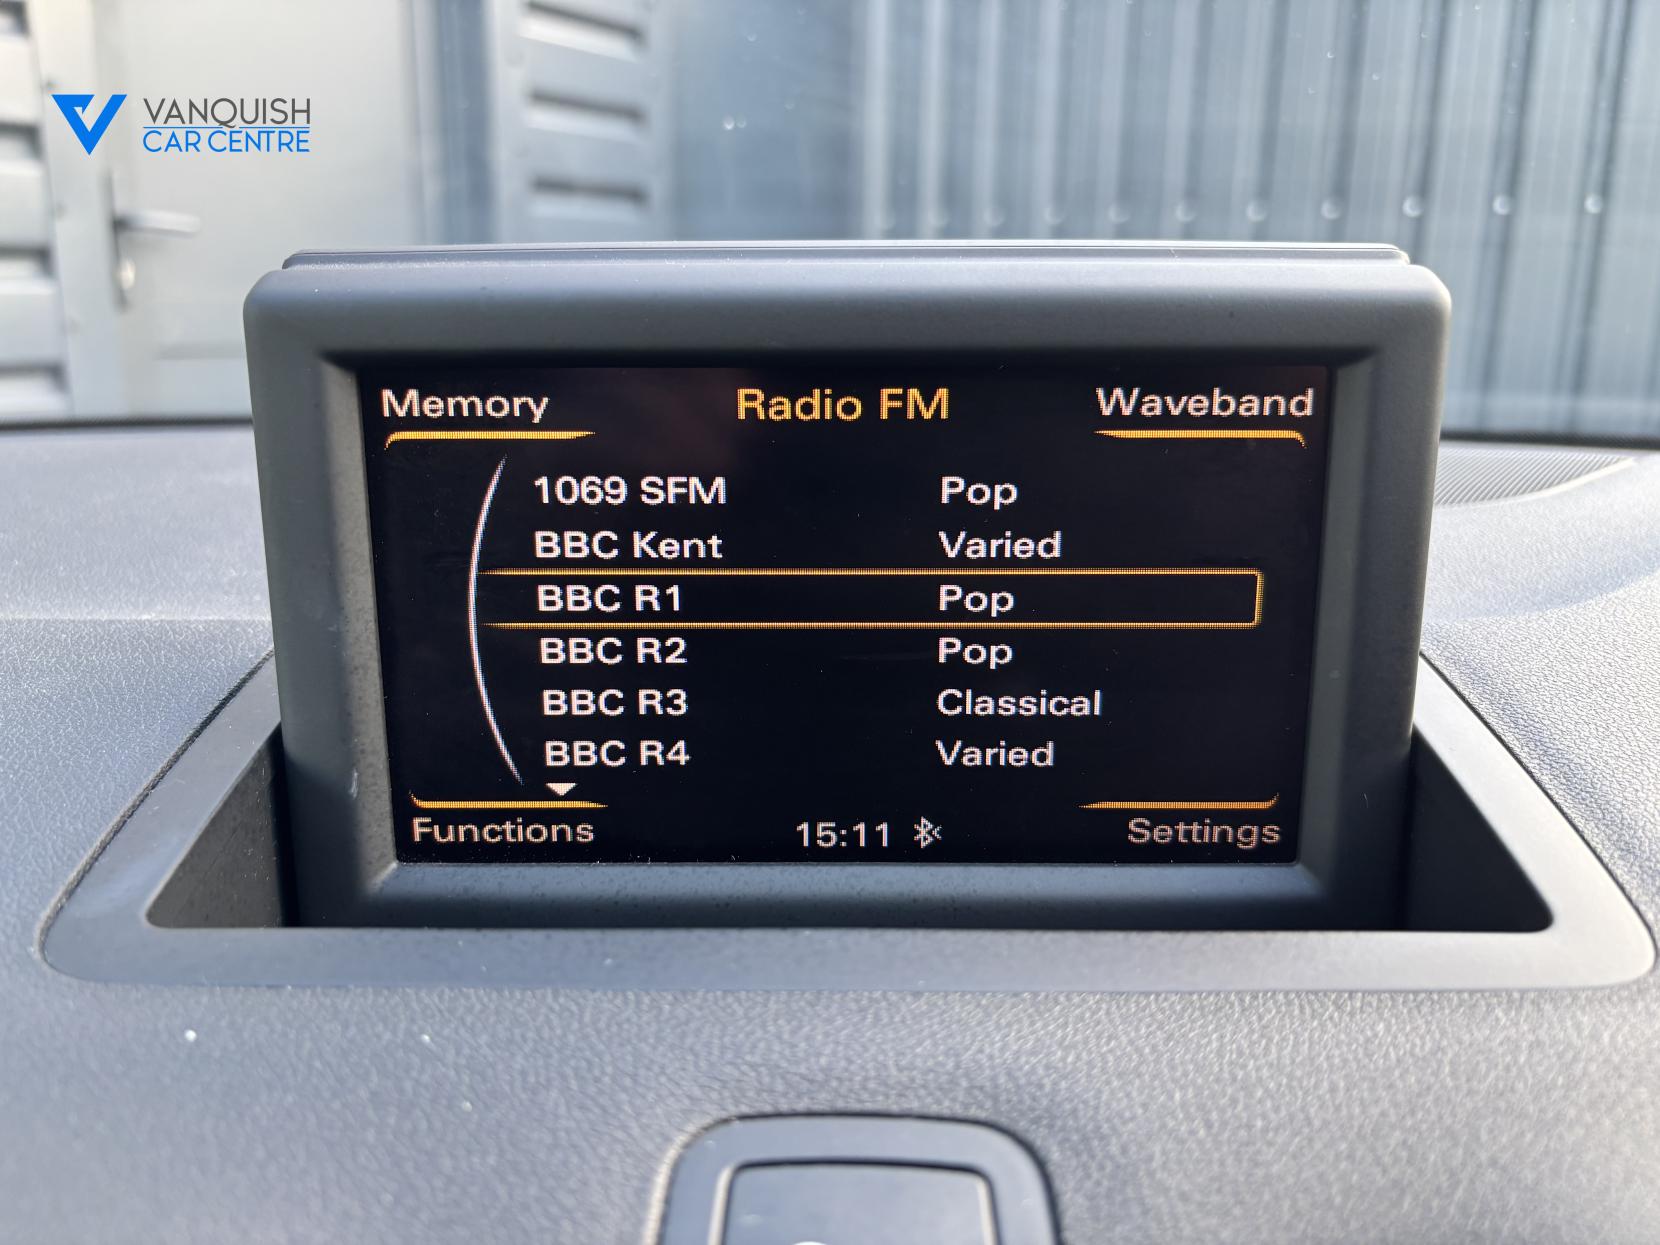 VANQUISH
CAR CENTRE
Memory Radio FM Waveband
1069 SFM Pop
BBC Kent Varied
BBC R1 Pop
BBC R2 Pop
BBC R3 Classical
BBC R4 Varied
Functions 15:11 Settings